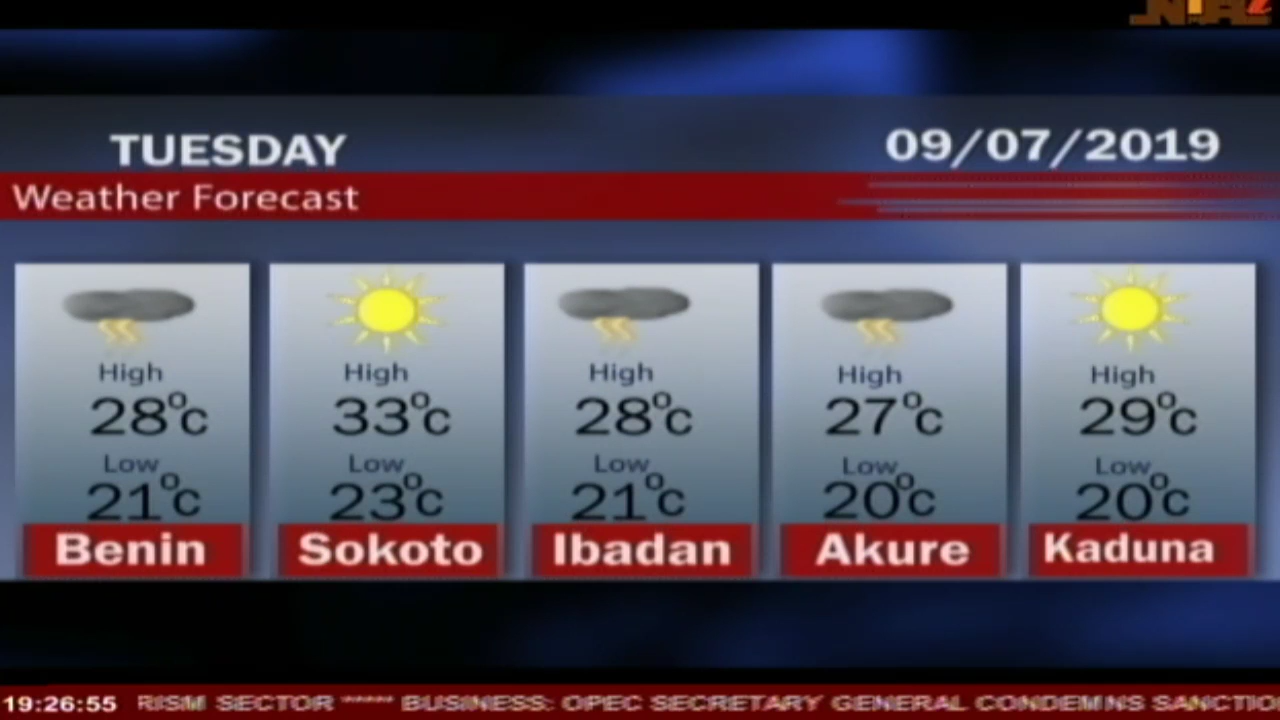 TUESDAY
09/07/2019
Weather Forecast
High
28°c
Low
21°c
Benin
High
33°c
Low
23°c
Sokoto
High
28°c
Low
21°c
Ibadan
High
27°c
Low
20°c
Akure
High
29°c
Low
20°c
Kaduna
19:26:55 RISM SECTOR ***** BUSINESS: OPEC SECRETARY GENERAL CONDEMNS SANCTIO